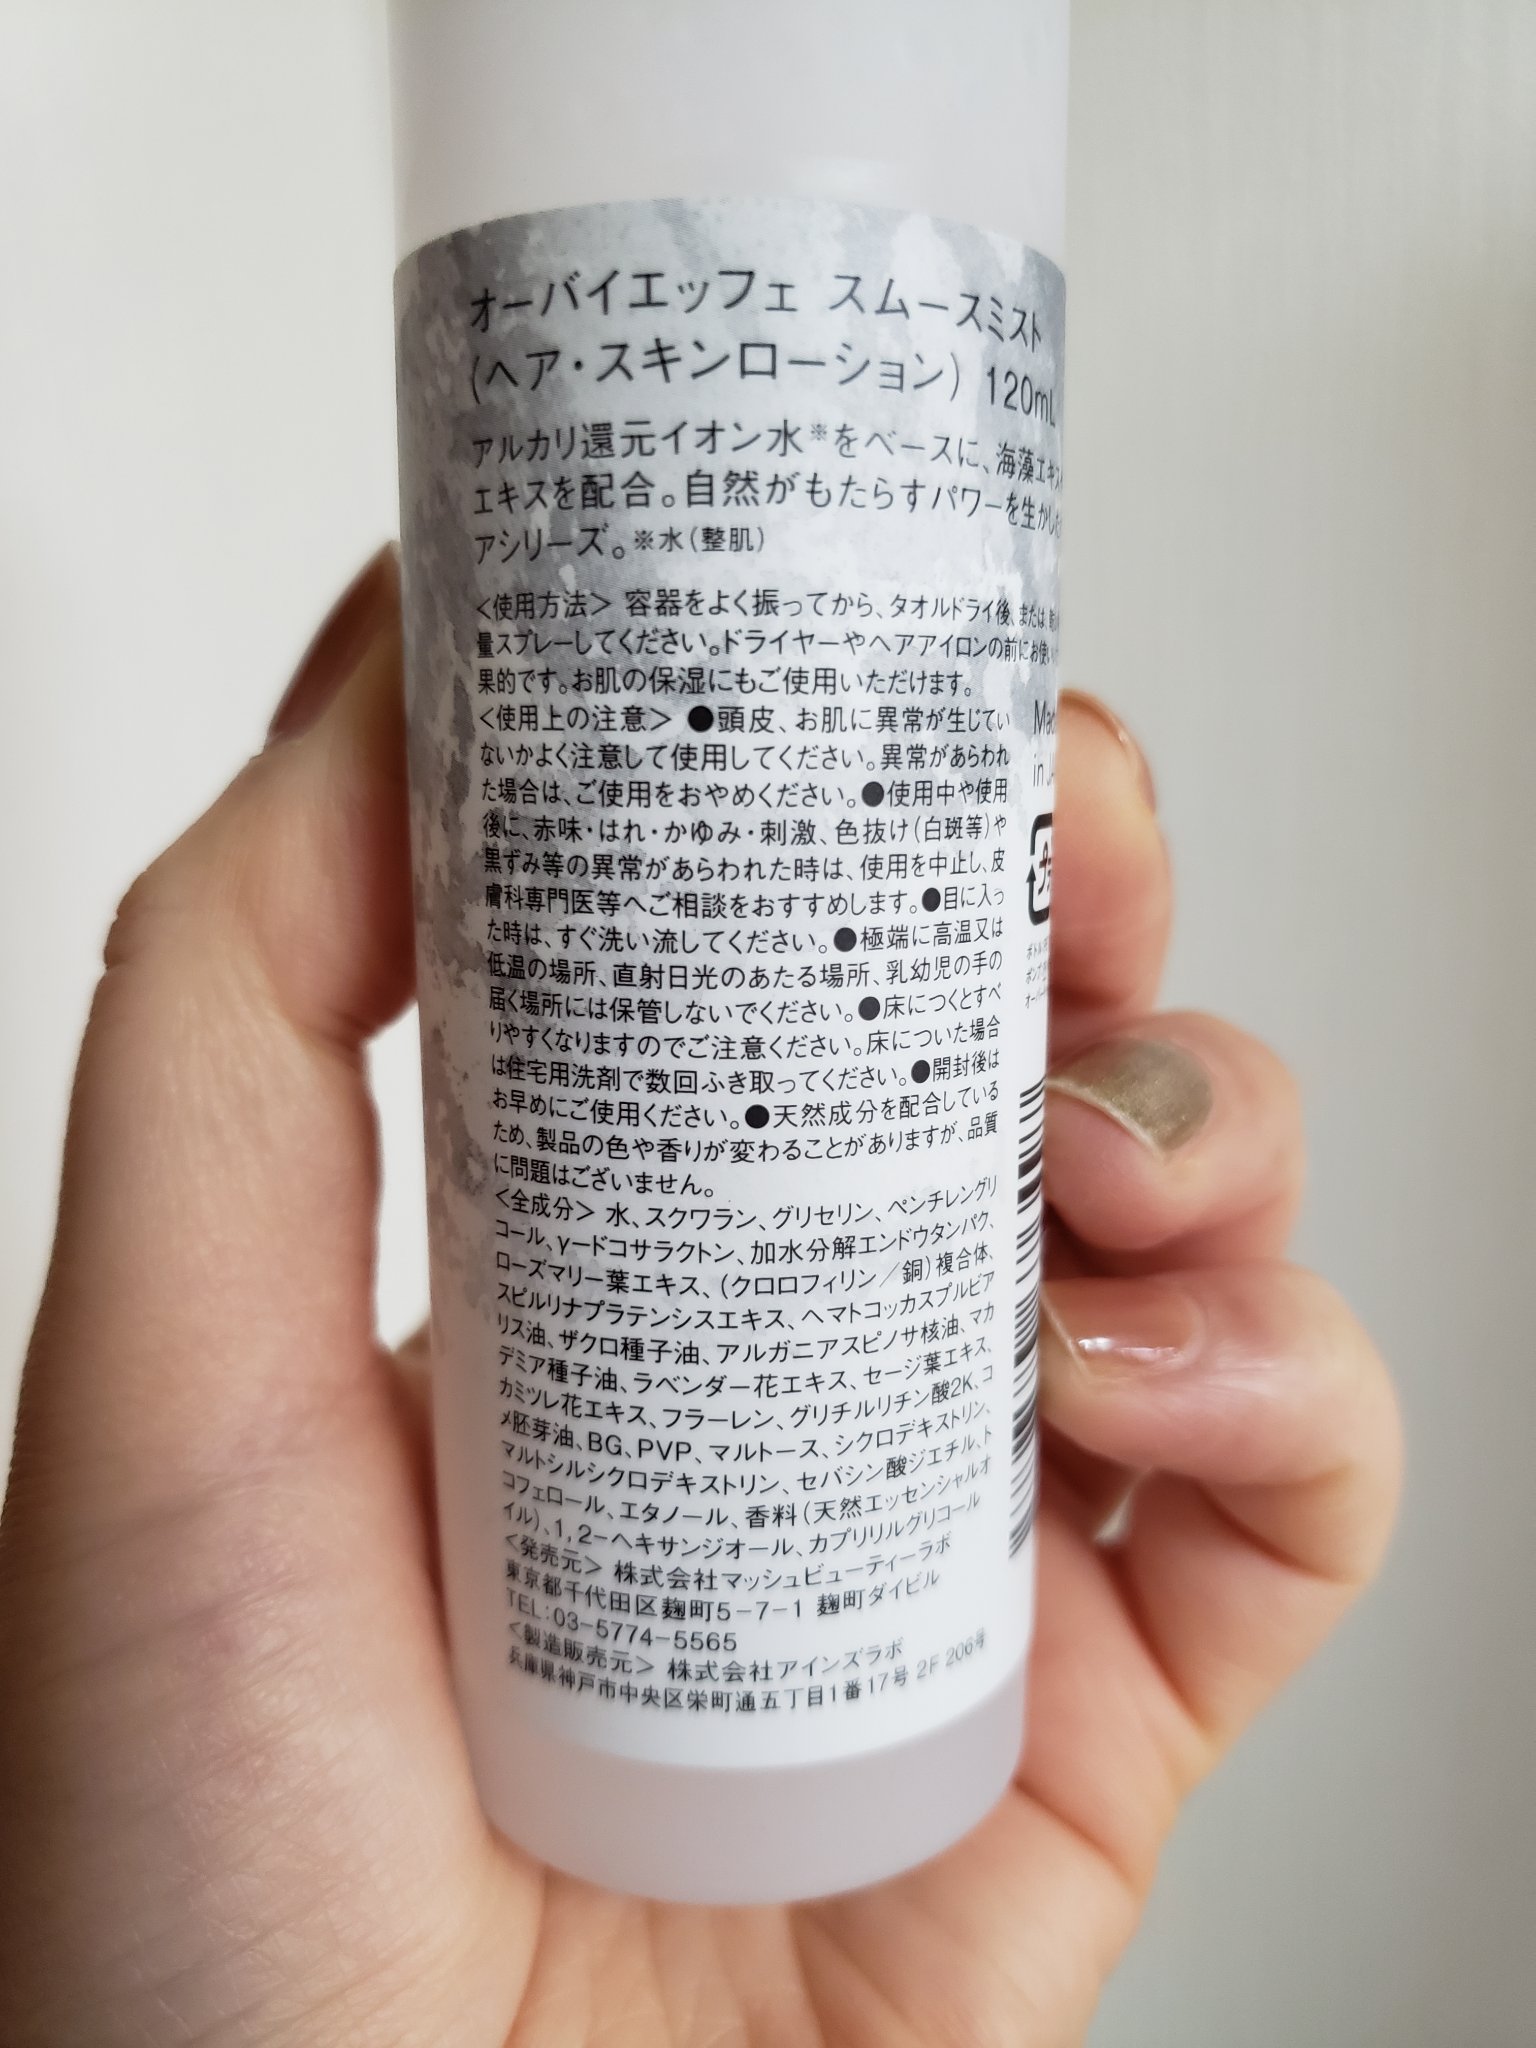 オーバイエッフェ スムースミスト
(ヘア・スキンローション) 120mL
アルカリ還元イオン水※をベースに、海藻エキス
エキスを配合。自然がもたらすパワーを生かした
アシリーズ。※水(整肌)
<使用方法> 容器をよく振ってから、タオルドライ後、または
量スプレーしてください。ドライヤーやヘアアイロンの前にお使い
果的です。お肌の保湿にもご使用いただけます。
<使用上の注意> ●頭皮、お肌に異常が生じてい
ないかよく注意して使用してください。異常があらわれ
た場合は、ご使用をおやめください。●使用中や使用
後に、赤味・はれ・かゆみ・刺激、色抜け(白斑等)や
黒ずみ等の異常があらわれた時は、使用を中止し、皮
膚科専門医等へご相談をおすすめします。●目に入っ
た時は、すぐ洗い流してください。●極端に高温又は
低温の場所、直射日光のあたる場所、乳幼児の手の
届く場所には保管しないでください。●床につくとすべ
りやすくなりますのでご注意ください。床についた場合
は住宅用洗剤で数回ふき取ってください。●開封後は
お早めにご使用ください。●天然成分を配合している
ため、製品の色や香りが変わることがありますが、品質
に問題はございません。
<全成分> 水、スクワラン、グリセリン、ペンチレングリ
コール、γードコサラクトン、加水分解エンドウタンパク、
ローズマリー葉エキス、(クロロフィリン/銅)複合体、
スピルリナプラテンシスエキス、ヘマトコッカスプルビア
リス油、ザクロ種子油、アルガニアスピノサ核油、マカ
デミア種子油、ラベンダー花エキス、セージ葉エキス、
カミツレ花エキス、フラーレン、グリチルリチン酸2K、コ
メ胚芽油、BG、PVP、マルトース、シクロデキストリン、
マルトシルシクロデキストリン、セバシン酸ジエチル、ト
コフェロール、エタノール、香料(天然エッセンシャルオ
イル)、1,2-ヘキサンジオール、カプリリルグリコール
<発売元> 株式会社マッシュビューティーラボ
東京都千代田区麹町5-7-1 麹町ダイビル
TEL:03-5774-5565
<製造販売元> 株式会社アインズラボ
兵庫県神戸市中央区栄町通五丁目1番17号 2F 206号
in